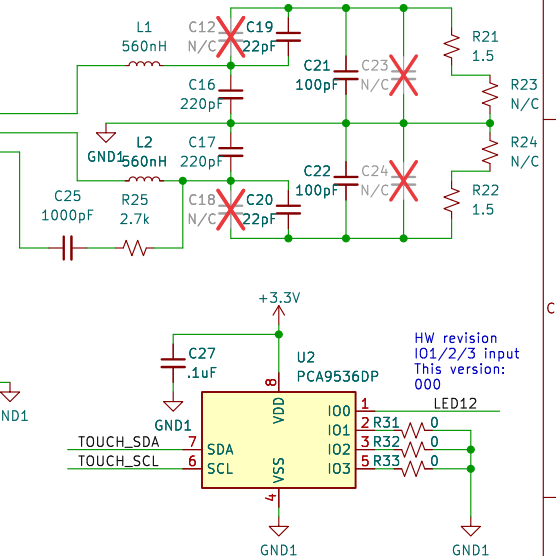 L1
560nH
C12
N/C
C19
22pF
C16
220pF
C21
100pF
C23
N/C
R21
1.5
R23
N/C
GND1
L2
560nH
C17
220pF
C18
N/C
C20
22pF
C22
100pF
C24
N/C
R24
N/C
R22
1.5
C25
1000pF
R25
2.7k
+3.3V
C27
.1uF
GND1
U2
PCA9536DP
HW revision
IO1/2/3 input
This version:
000
8
VDD
IO0
1
LED12
IO1
2
R31
0
TOUCH_SDA
7
SDA
IO2
3
R32
0
TOUCH_SCL
6
SCL
IO3
5
R33
0
VSS
4
GND1
GND1
ND1
C